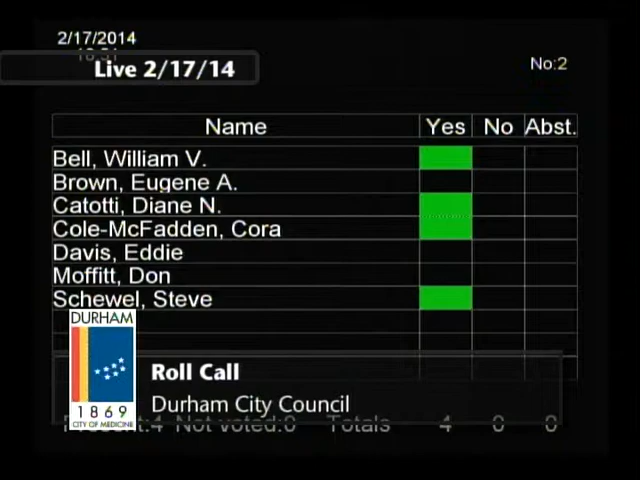 2/17/2014
Live 2/17/14
No:2
Name Yes No Abst.
Bell, William V.
Brown, Eugene A.
Catotti, Diane N.
Cole-McFadden, Cora
Davis, Eddie
Moffitt, Don
Schewel, Steve
DURHAM
1869
CITY OF MEDICINE
Roll Call
Durham City Council
Present:4 Not voted:0 Totals 4 0 0